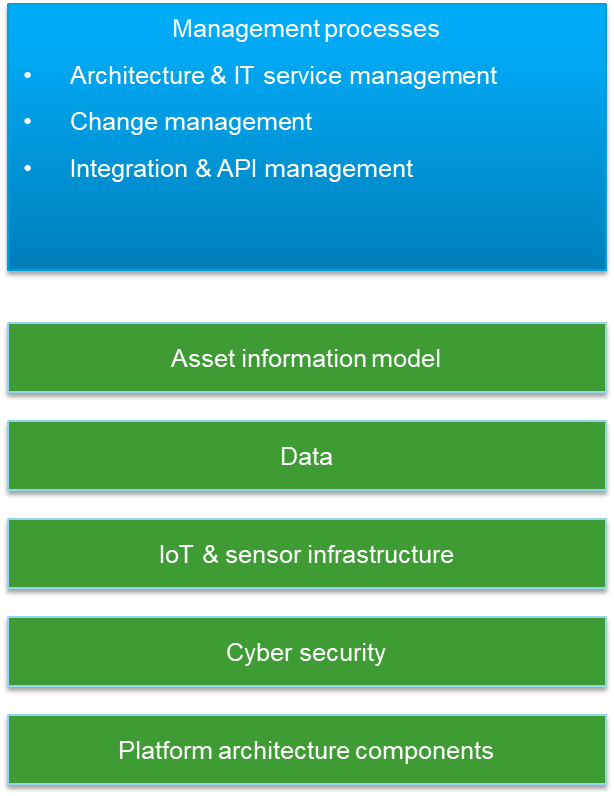 Management processes
• Architecture & IT service management
• Change management
• Integration & API management
Asset information model
Data
IoT & sensor infrastructure
Cyber security
Platform architecture components